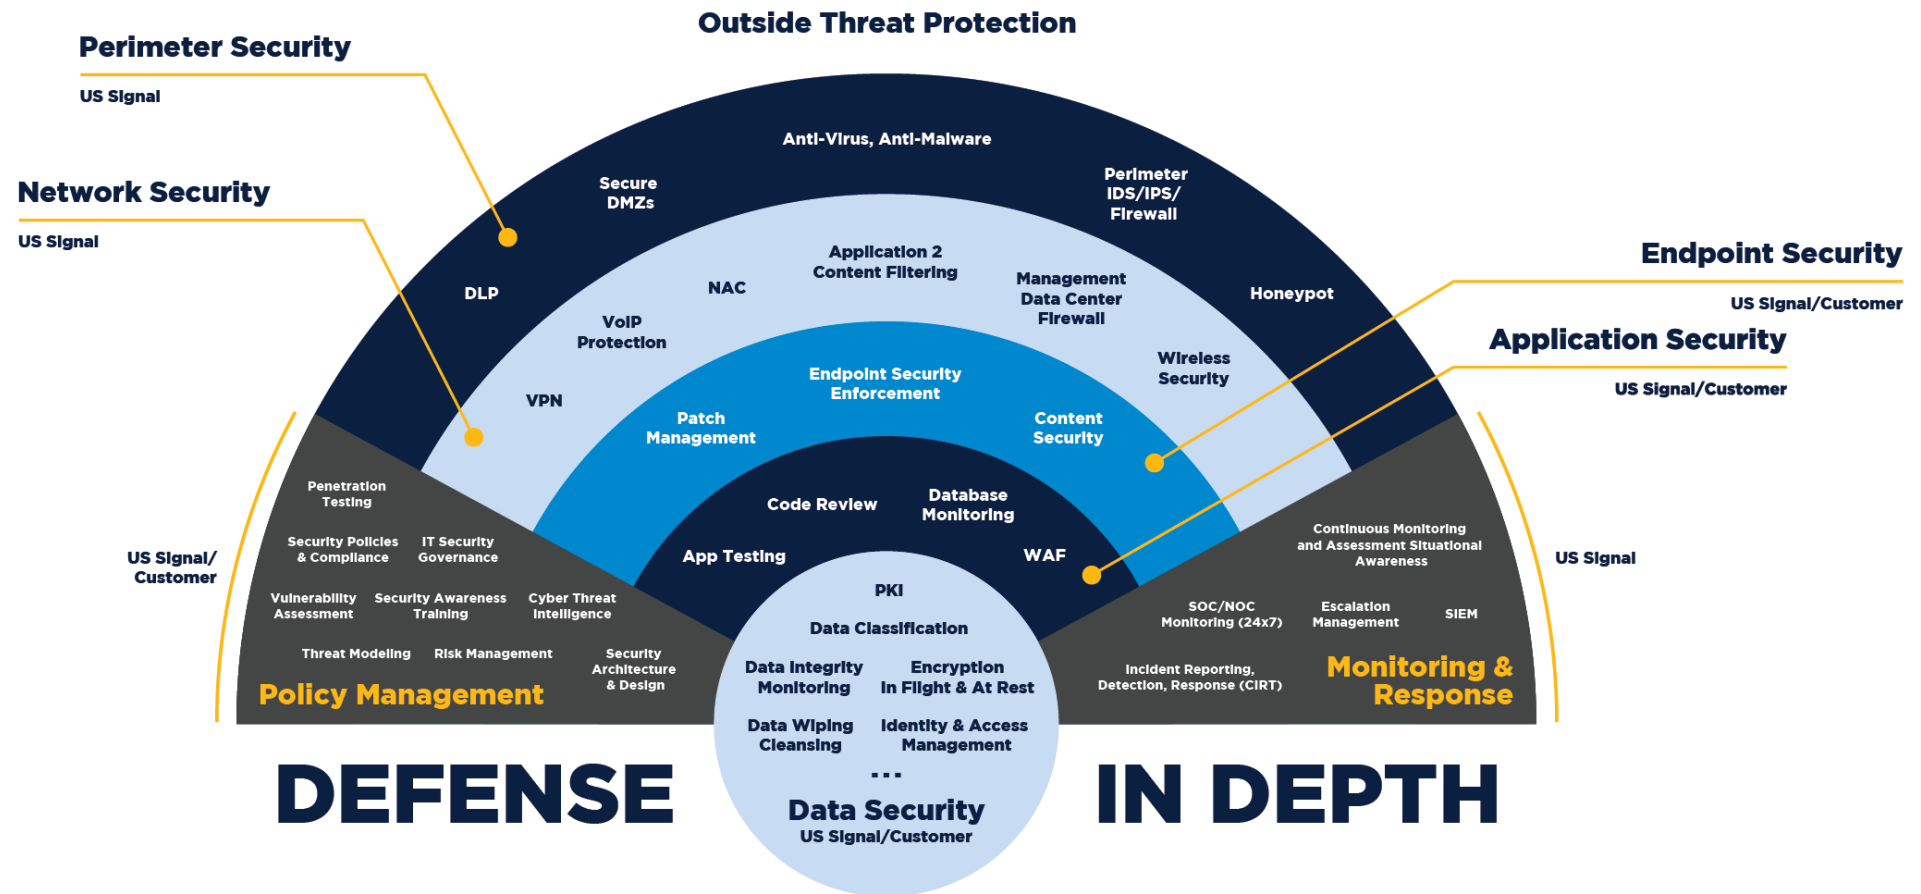 Outside Threat Protection
Perimeter Security
US Signal
Network Security
US Signal
Endpoint Security
US Signal/Customer
Application Security
US Signal/Customer
Anti-Virus, Anti-Malware
Secure
DMZs
Perimeter
IDS/IPS/
Firewall
DLP
Honeypot
Application 2
Content Filtering
NAC
Management
Data Center
Firewall
VoIP
Protection
Wireless
Security
VPN
Endpoint Security
Enforcement
Patch
Management
Content
Security
Code Review
Database
Monitoring
App Testing
WAF
US Signal/
Customer
Penetration
Testing
Security Policies
& Compliance
IT Security
Governance
Vulnerability
Assessment
Security Awareness
Training
Cyber Threat
Intelligence
Threat Modeling
Risk Management
Security
Architecture
& Design
Policy Management
PKI
Data Classification
Data Integrity
Monitoring
Encryption
In Flight & At Rest
Data Wiping
Cleansing
Identity & Access
Management
...
Data Security
US Signal/Customer
Continuous Monitoring
and Assessment Situational
Awareness
SOC/NOC
Monitoring (24x7)
Escalation
Management
SIEM
Incident Reporting,
Detection, Response (CIRT)
Monitoring &
Response
US Signal
DEFENSE IN DEPTH